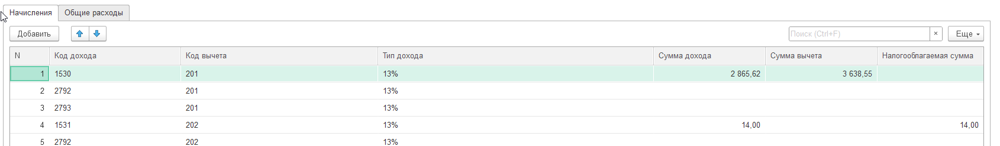 Начисления Общие расходы
Добавить Поиск (Ctrl+F) × Еще
N Код дохода Код вычета Тип дохода Сумма дохода Сумма вычета Налогооблагаемая сумма
1 1530 201 13% 2 865,62 3 638,55
2 2792 201 13%
3 2793 201 13%
4 1531 202 13% 14,00 14,00
5 2792 202 13%